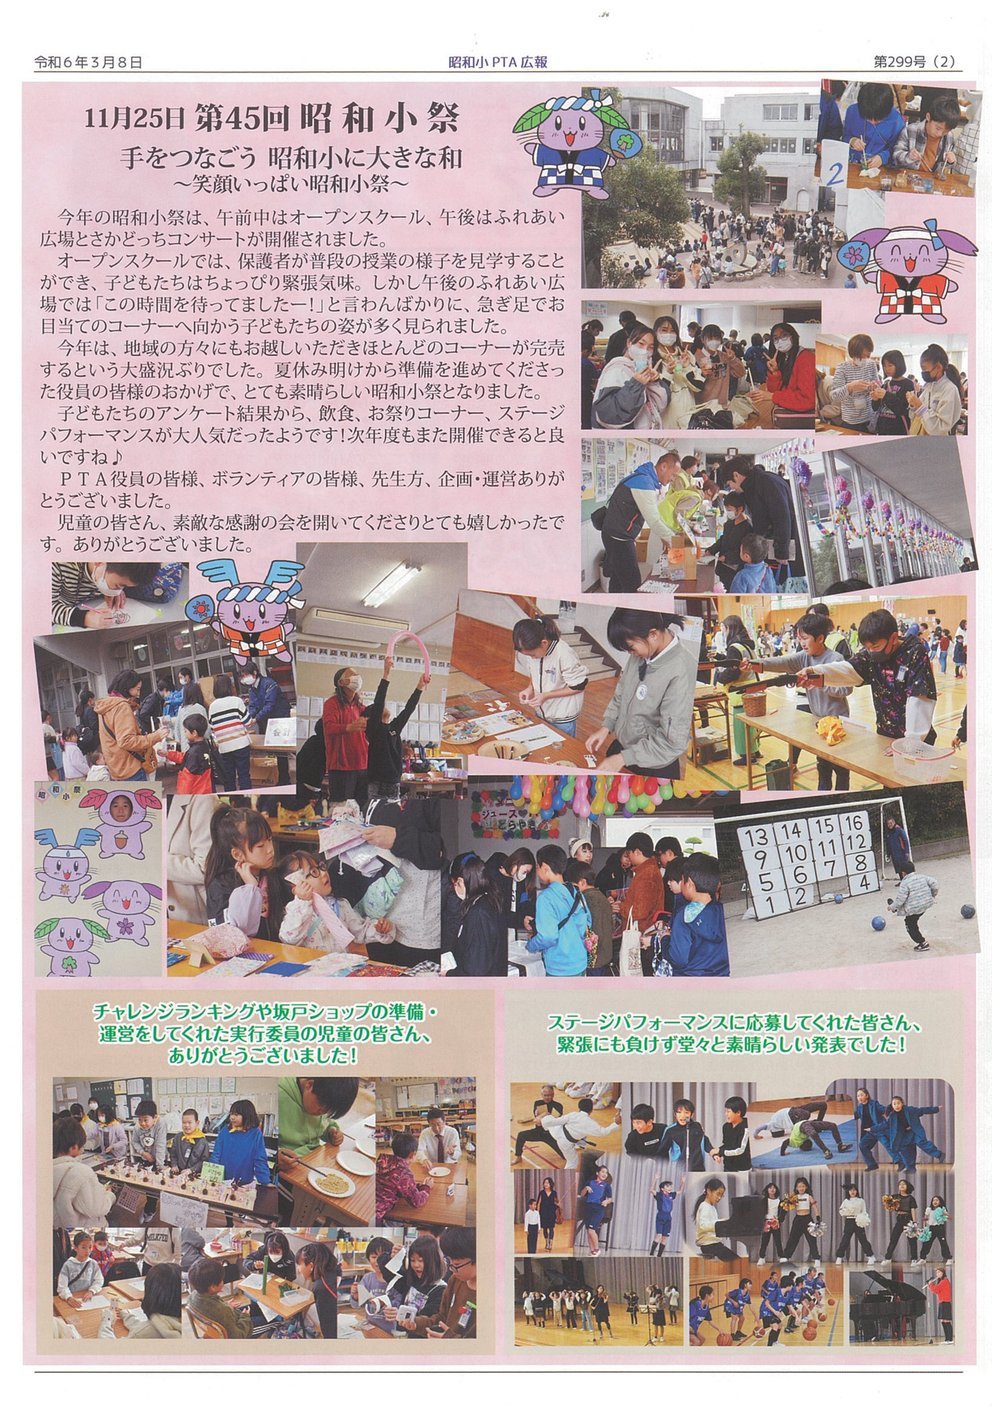 令和６年３月８日
昭和小 PTA 広報
第299号（2）
11月25日 第45回 昭 和 小 祭
手をつなごう 昭和小に大きな和
～笑顔いっぱい昭和小祭～
　今年の昭和小祭は、午前中はオープンスクール、午後はふれあい
広場とさかどっちコンサートが開催されました。
　オープンスクールでは、保護者が普段の授業の様子を見学すること
ができ、子どもたちはちょっぴり緊張気味。しかし午後のふれあい広
場では「この時間を待ってましたー！」と言わんばかりに、急ぎ足でお
目当てのコーナーへ向かう子どもたちの姿が多く見られました。
　今年は、地域の方々にもお越しいただきほとんどのコーナーが完売
するという大盛況ぶりでした。夏休み明けから準備を進めてくださっ
た役員の皆様のおかげで、とても素晴らしい昭和小祭となりました。
　子どもたちのアンケート結果から、飲食、お祭りコーナー、ステージ
パフォーマンスが大人気だったようです！次年度もまた開催できると良
いですね♪
　ＰＴＡ役員の皆様、ボランティアの皆様、先生方、企画・運営ありが
とうございました。
　児童の皆さん、素敵な感謝の会を開いてくださりとても嬉しかったで
す。ありがとうございました。
2
昭和
小祭
ジュース
どらやき
13 14 15 16
9 10 11 12
5 6 7 8
1 2 4
チャレンジランキングや坂戸ショップの準備・
運営をしてくれた実行委員の児童の皆さん、
ありがとうございました！
ステージパフォーマンスに応募してくれた皆さん、
緊張にも負けず堂々と素晴らしい発表でした！